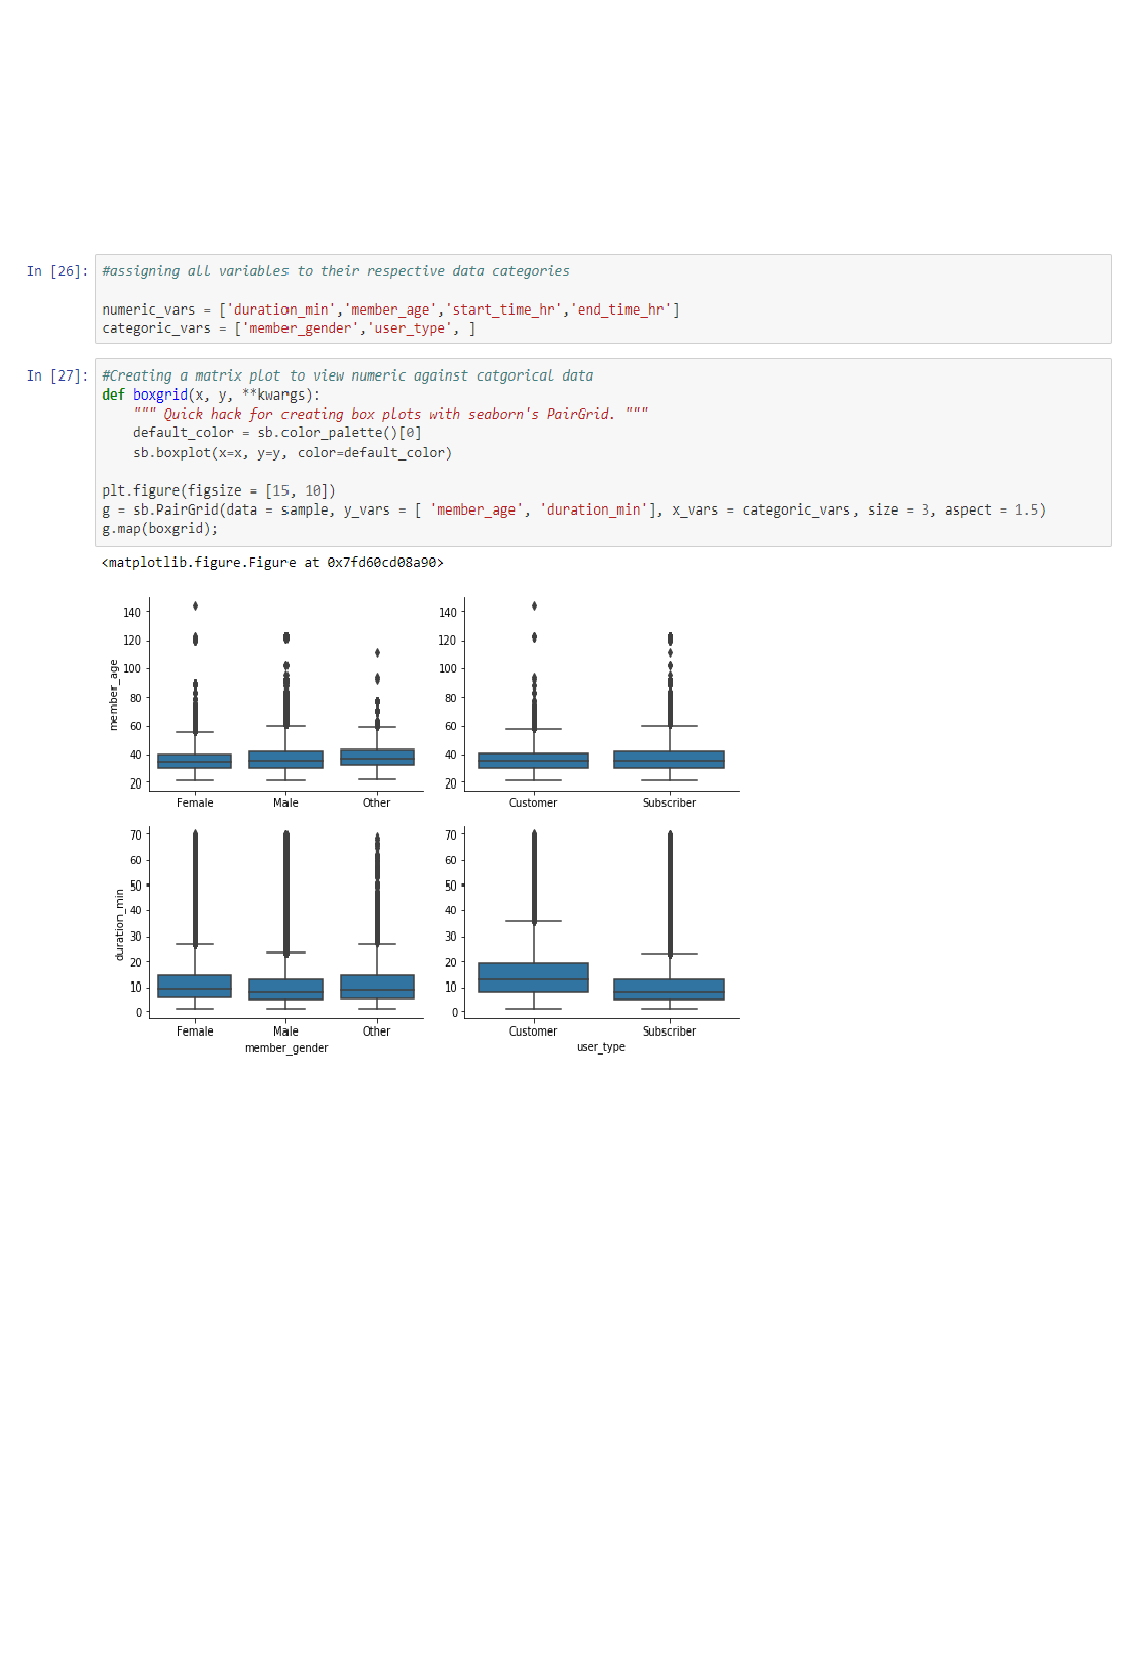 In [26]:
#assigning all variables to their respective data categories
numeric_vars = ['duration_min','member_age','start_time_hr','end_time_hr']
categoric_vars = ['member_gender','user_type', ]
In [27]:
#Creating a matrix plot to view numeric against catgorical data
def boxgrid(x, y, **kwargs):
    """ Quick hack for creating box plots with seaborn's PairGrid. """
    default_color = sb.color_palette()[0]
    sb.boxplot(x=x, y=y, color=default_color)
plt.figure(figsize = [15, 10])
g = sb.PairGrid(data = sample, y_vars = [ 'member_age', 'duration_min'], x_vars = categoric_vars, size = 3, aspect = 1.5)
g.map(boxgrid);
<matplotlib.figure.Figure at 0x7fd60cd08a90>
member_age
140
120
100
80
60
40
20
Female Male Other
140
120
100
80
60
40
20
Customer Subscriber
duration_min
70
60
50
40
30
20
10
0
Female Male Other
member_gender
70
60
50
40
30
20
10
0
Customer Subscriber
user_type